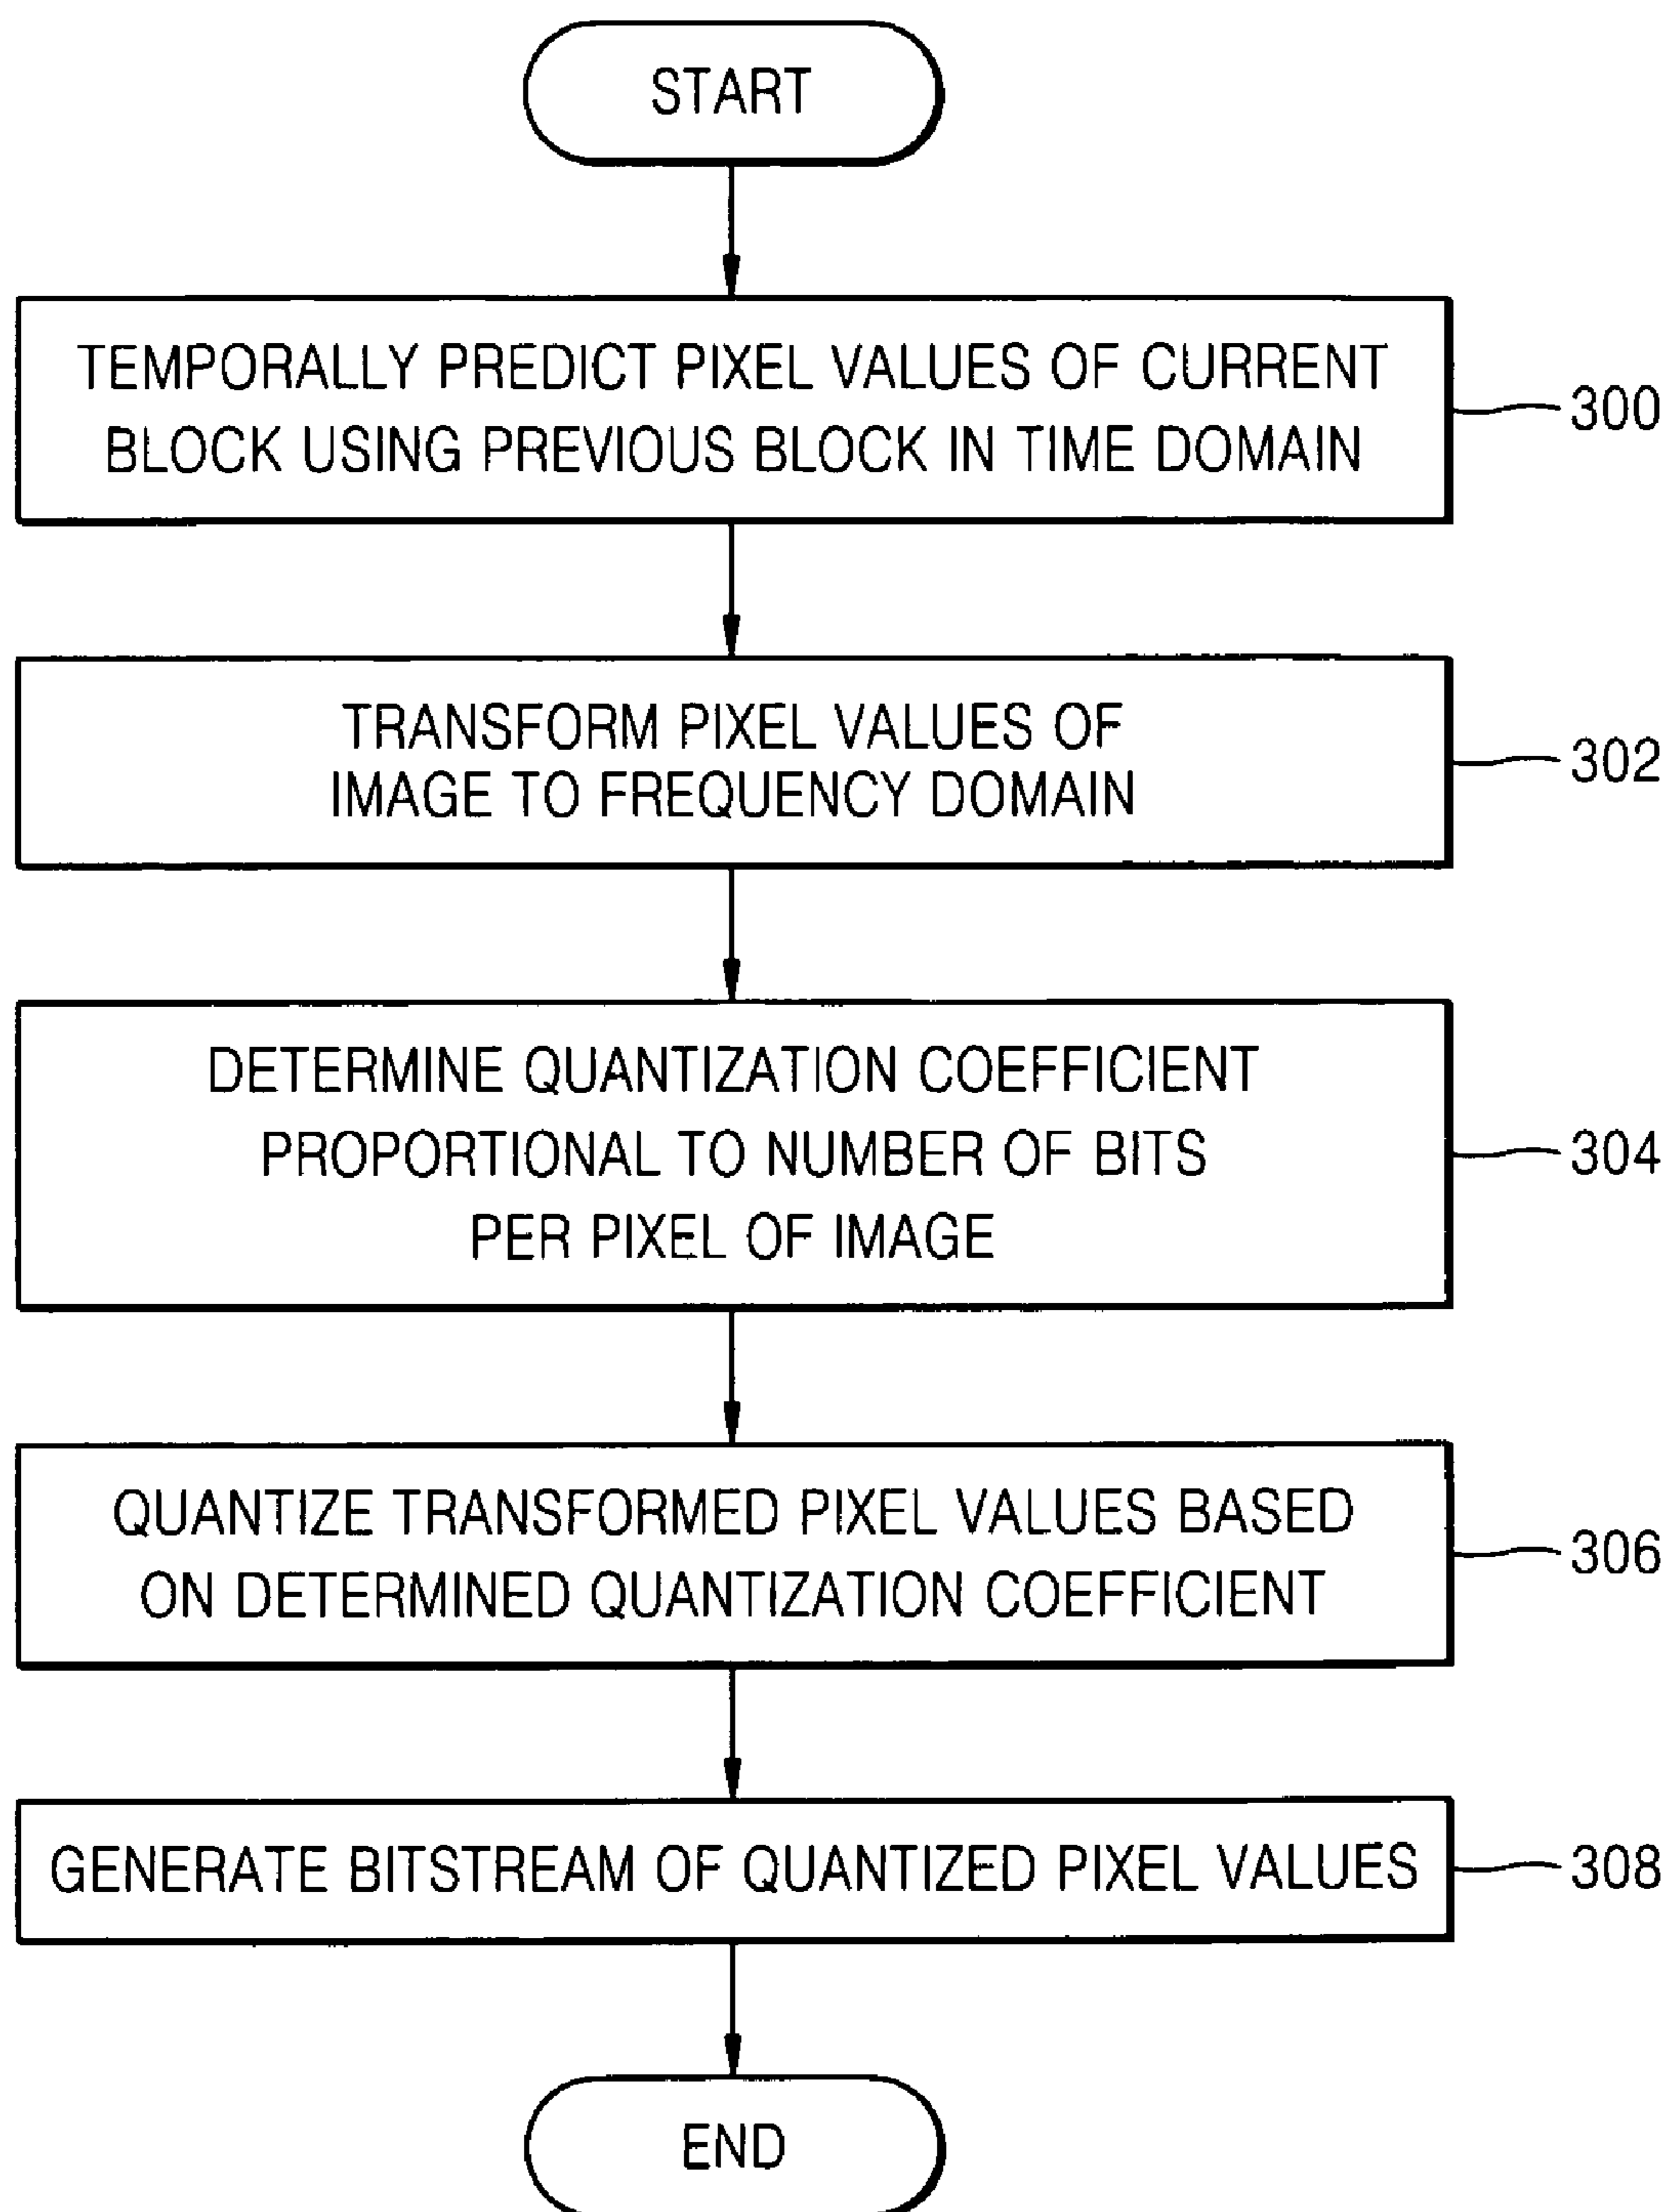 START
TEMPORALLY PREDICT PIXEL VALUES OF CURRENT
BLOCK USING PREVIOUS BLOCK IN TIME DOMAIN
300
TRANSFORM PIXEL VALUES OF
IMAGE TO FREQUENCY DOMAIN
302
DETERMINE QUANTIZATION COEFFICIENT
PROPORTIONAL TO NUMBER OF BITS
PER PIXEL OF IMAGE
304
QUANTIZE TRANSFORMED PIXEL VALUES BASED
ON DETERMINED QUANTIZATION COEFFICIENT
306
GENERATE BITSTREAM OF QUANTIZED PIXEL VALUES
308
END